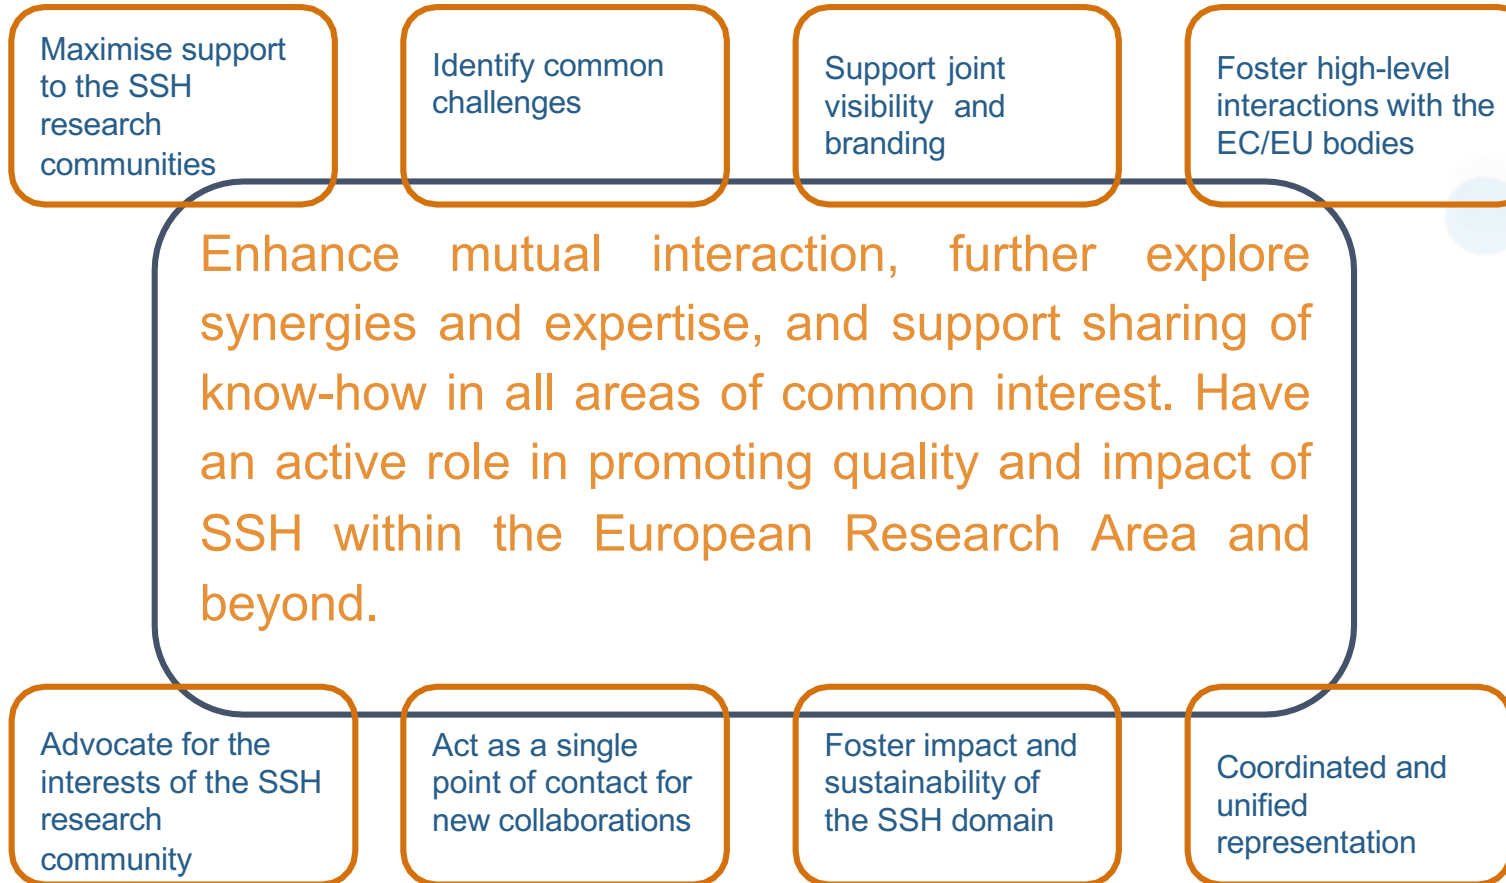 Maximise support
to the SSH
research
communities
Identify common
challenges
Support joint
visibility and
branding
Foster high-level
interactions with the
EC/EU bodies
Enhance mutual interaction, further explore
synergies and expertise, and support sharing of
know-how in all areas of common interest. Have
an active role in promoting quality and impact of
SSH within the European Research Area and
beyond.
Advocate for the
interests of the SSH
research
community
Act as a single
point of contact for
new collaborations
Foster impact and
sustainability of
the SSH domain
Coordinated and
unified
representation